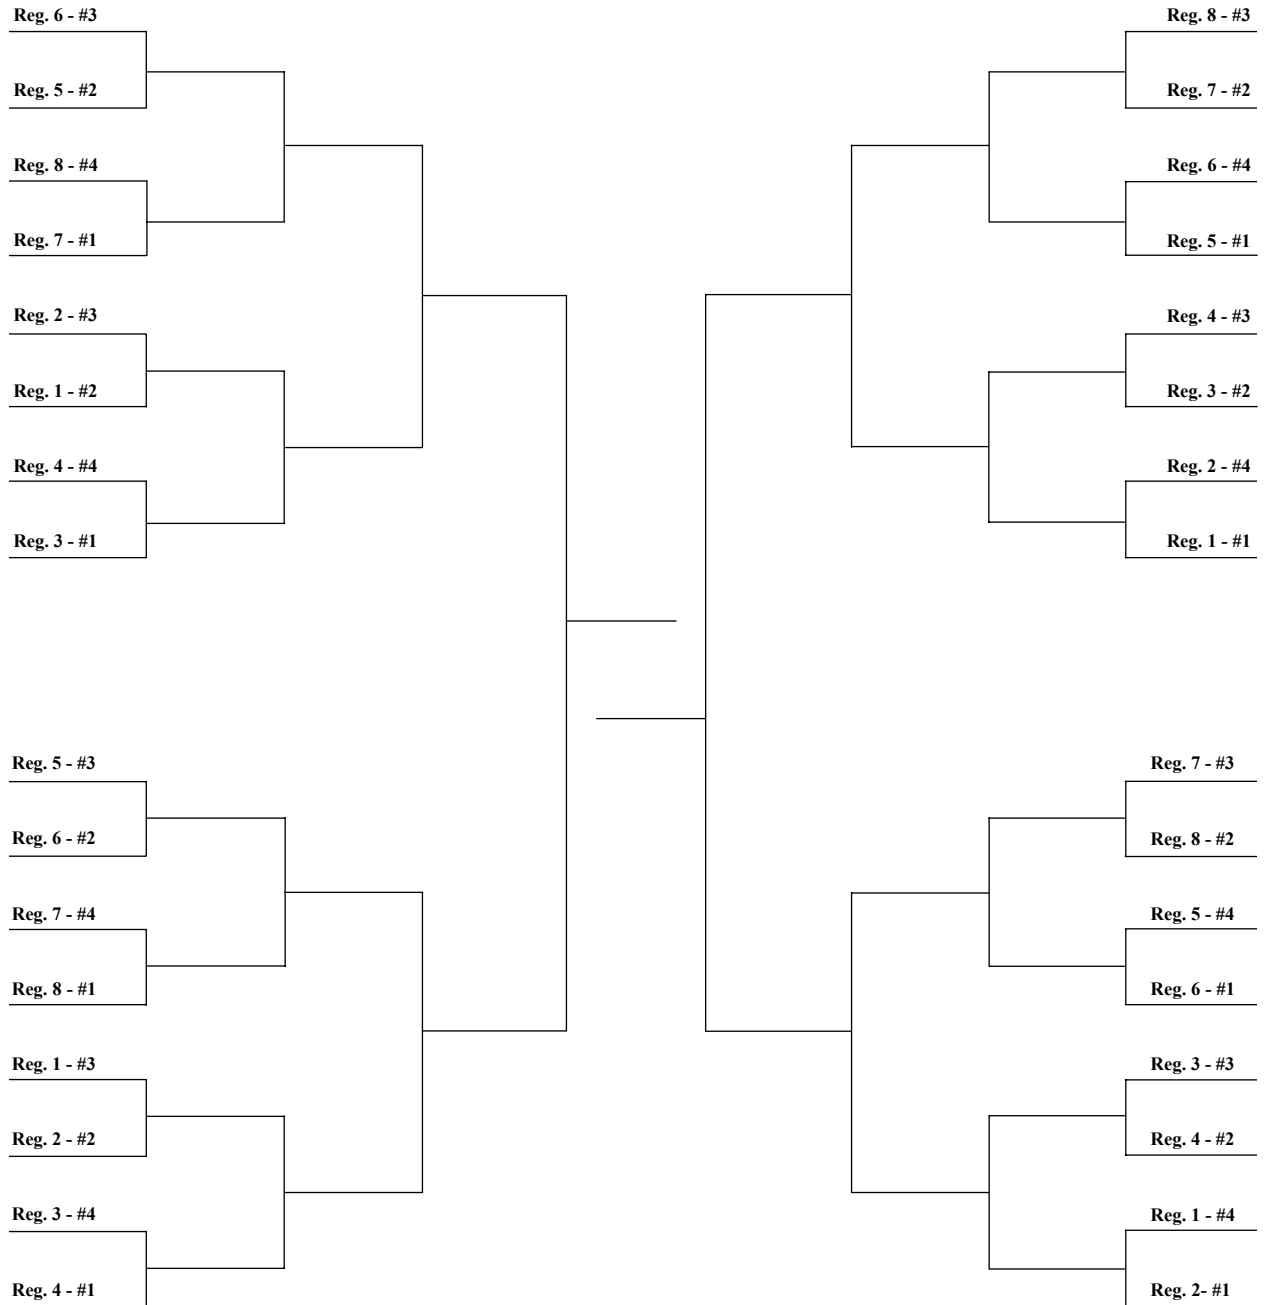 Reg. 6 - #3
Reg. 5 - #2
Reg. 8 - #4
Reg. 7 - #1
Reg. 2 - #3
Reg. 1 - #2
Reg. 4 - #4
Reg. 3 - #1
Reg. 5 - #3
Reg. 6 - #2
Reg. 7 - #4
Reg. 8 - #1
Reg. 1 - #3
Reg. 2 - #2
Reg. 3 - #4
Reg. 4 - #1
Reg. 8 - #3
Reg. 7 - #2
Reg. 6 - #4
Reg. 5 - #1
Reg. 4 - #3
Reg. 3 - #2
Reg. 2 - #4
Reg. 1 - #1
Reg. 7 - #3
Reg. 8 - #2
Reg. 5 - #4
Reg. 6 - #1
Reg. 3 - #3
Reg. 4 - #2
Reg. 1 - #4
Reg. 2- #1